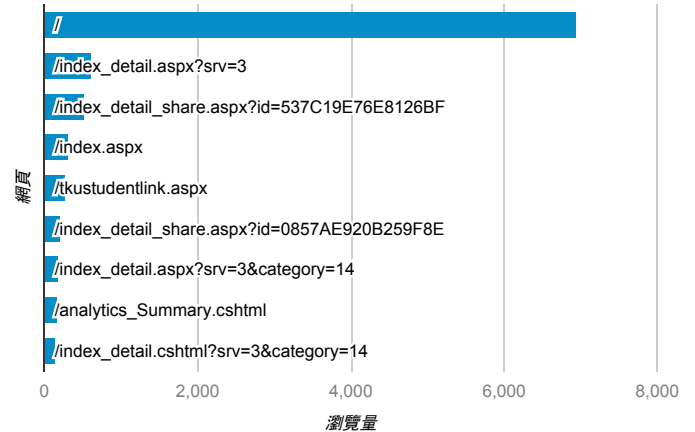 /
/index_detail.aspx?srv=3
/index_detail_share.aspx?id=537C19E76E8126BF
/index.aspx
/tkustudentlink.aspx
/index_detail_share.aspx?id=0857AE920B259F8E
/index_detail.aspx?srv=3&category=14
/analytics_Summary.cshtml
/index_detail.cshtml?srv=3&category=14
網頁
0 2,000 4,000 6,000 8,000
瀏覽量